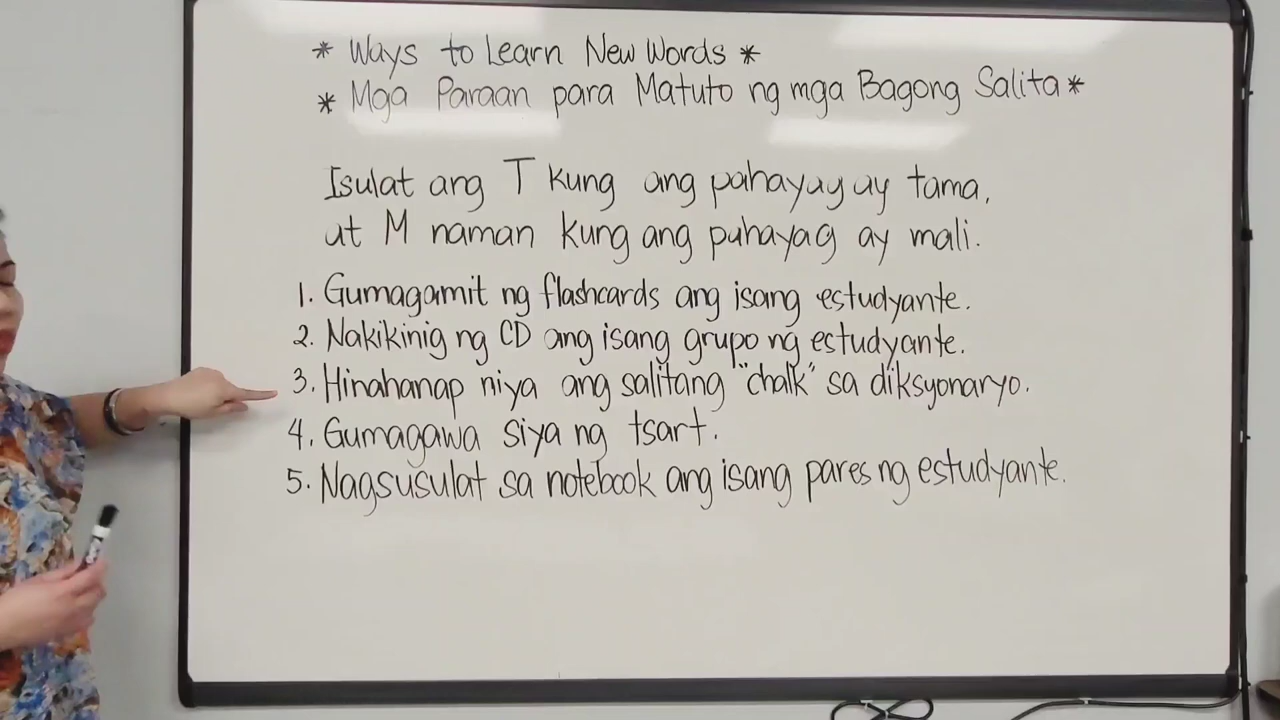 * Ways to Learn New Words *
* Mga Paraan para Matuto ng mga Bagong Salita *
Isulat ang T kung ang pahayag ay tama,
at M naman kung ang pahayag ay mali.
1. Gumagamit ng flashcards ang isang estudyante.
2. Nakikinig ng CD ang isang grupo ng estudyante.
3. Hinahanap niya ang salitang "chalk" sa diksyonaryo.
4. Gumagawa siya ng tsart.
5. Nagsusulat sa notebook ang isang pares ng estudyante.